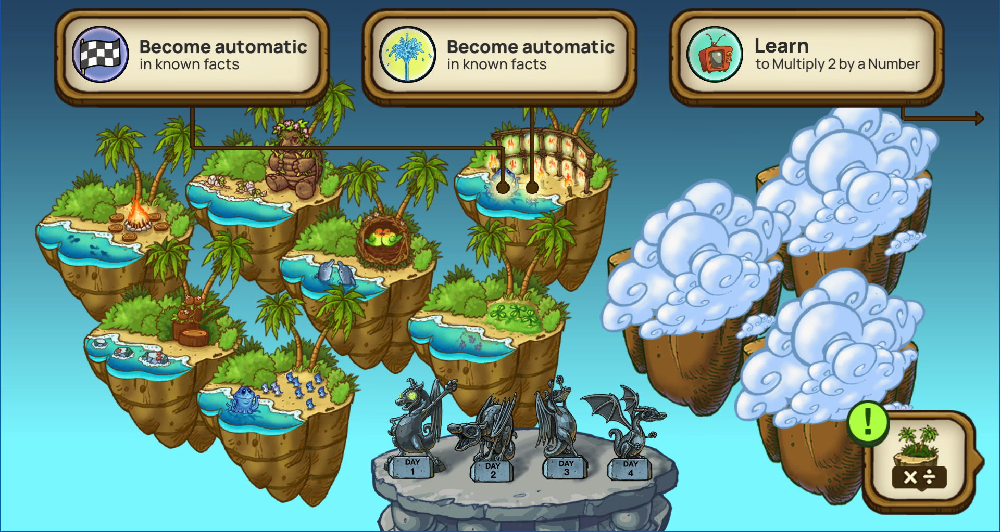 Become automatic
in known facts
Become automatic
in known facts
Learn
to Multiply 2 by a Number
!
DAY
1
DAY
2
DAY
3
DAY
4
× ÷